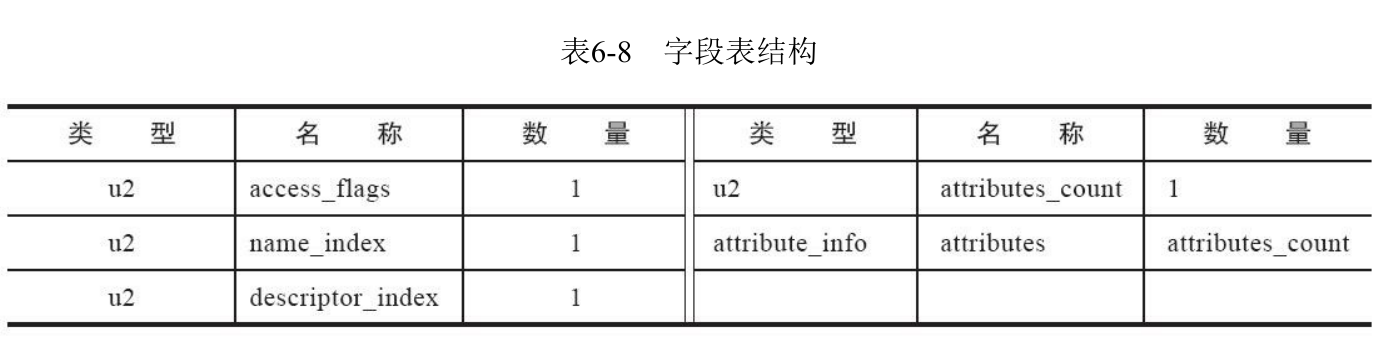 表6-8 字段表结构
类 型 名 称 数 量 类 型 名 称 数 量
u2 access_flags 1 u2 attributes_count 1
u2 name_index 1 attribute_info attributes attributes_count
u2 descriptor_index 1